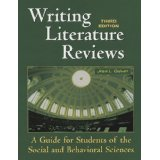 Writing
THIRD
EDITION
Literature
Reviews
A Guide for Students of the
Social and Behavioral Sciences